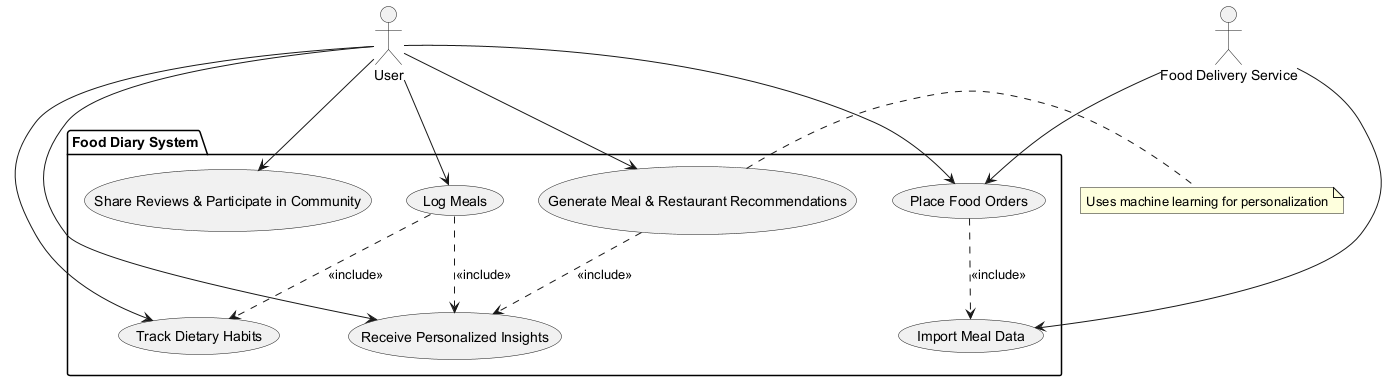 User
Food Delivery Service
Food Diary System
Share Reviews & Participate in Community
Log Meals
Generate Meal & Restaurant Recommendations
Place Food Orders
Uses machine learning for personalization
«include»
«include»
«include»
«include»
Track Dietary Habits
Receive Personalized Insights
Import Meal Data